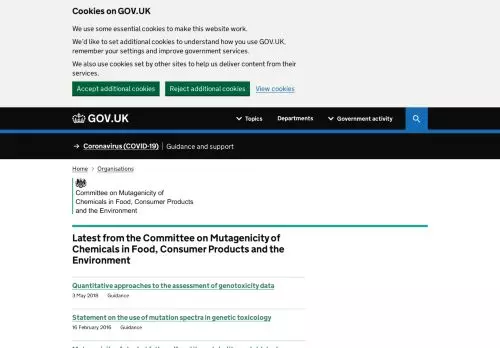 Cookies on GOV.UK
We use some essential cookies to make this website work.
We'd like to set additional cookies to understand how you use GOV.UK,
remember your settings and improve government services.
We also use cookies set by other sites to help us deliver content from their
services.
Accept additional cookies Reject additional cookies View cookies
GOV.UK Topics Departments Government activity
→ Coronavirus (COVID-19) Guidance and support
Home > Organisations
Committee on Mutagenicity of
Chemicals in Food, Consumer Products
and the Environment
Latest from the Committee on Mutagenicity of
Chemicals in Food, Consumer Products and the
Environment
Quantitative approaches to the assessment of genotoxicity data
3 May 2018 Guidance
Statement on the use of mutation spectra in genetic toxicology
16 February 2016 Guidance